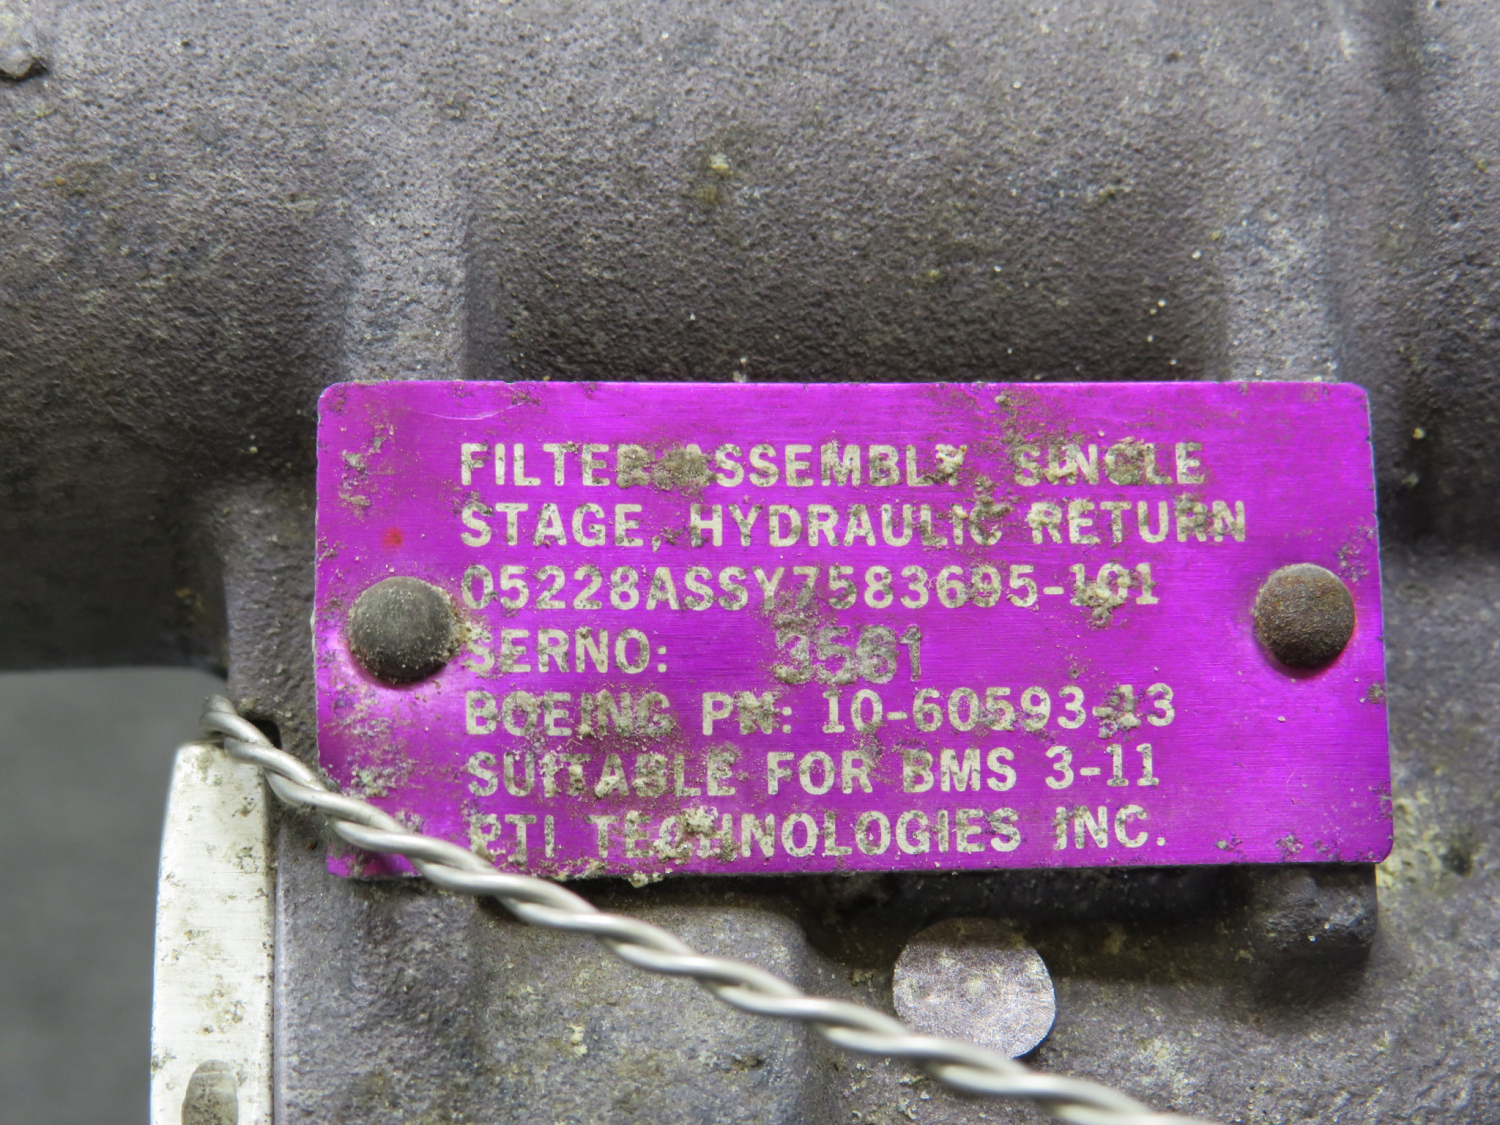 FILTER ASSEMBLY, SINGLE
STAGE, HYDRAULIC RETURN
05228ASSY7583695-101
SERNO: 3561
BOEING PN: 10-60593-13
SUITABLE FOR BMS 3-11
PTI TECHNOLOGIES INC.